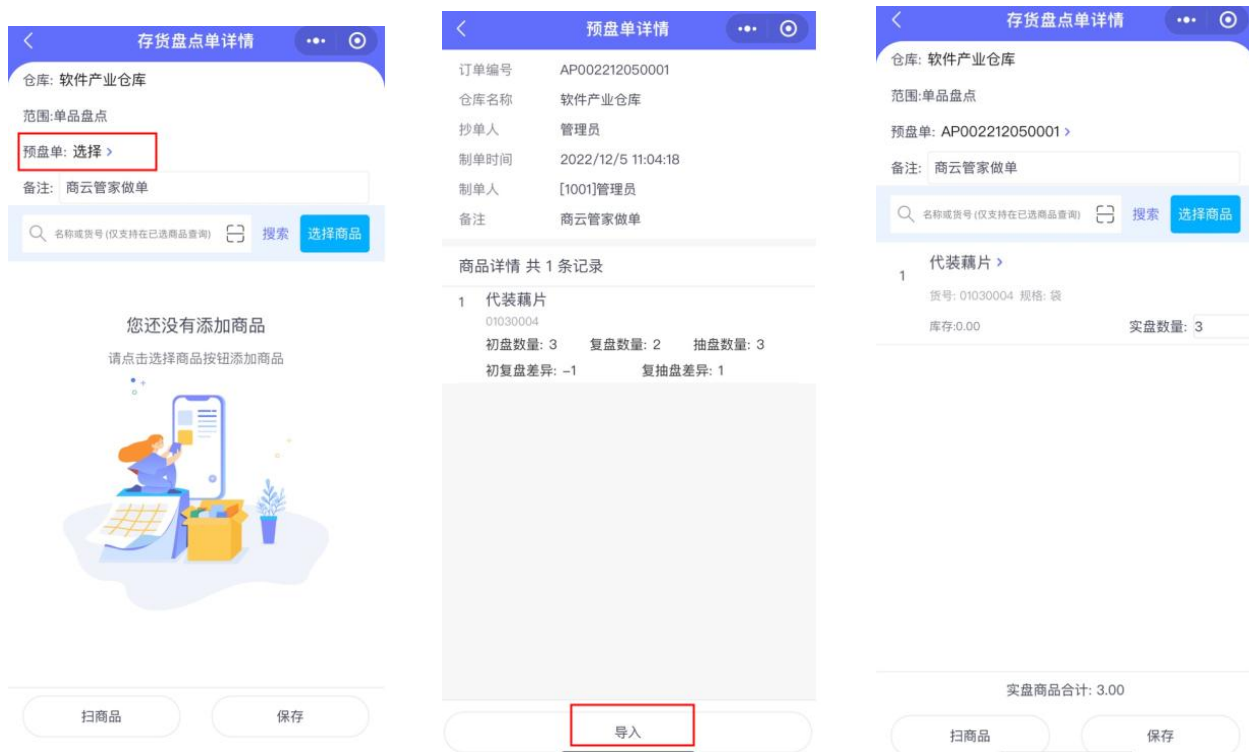 存货盘点单详情
仓库: 软件产业仓库
范围:单品盘点
预盘单: 选择 >
备注: 商云管家做单
名称或货号(仅支持在已选商品查询) 搜索 选择商品
您还没有添加商品
请点击选择商品按钮添加商品
扫商品 保存
预盘单详情
订单编号 AP002212050001
仓库名称 软件产业仓库
抄单人 管理员
制单时间 2022/12/5 11:04:18
制单人 [1001]管理员
备注 商云管家做单
商品详情 共 1 条记录
1 代装藕片
01030004
初盘数量: 3 复盘数量: 2 抽盘数量: 3
初复盘差异: -1 复抽盘差异: 1
导入
存货盘点单详情
仓库: 软件产业仓库
范围:单品盘点
预盘单: AP002212050001 >
备注: 商云管家做单
名称或货号(仅支持在已选商品查询) 搜索 选择商品
1 代装藕片 >
货号: 01030004 规格: 袋
库存:0.00 实盘数量: 3
实盘商品合计: 3.00
扫商品 保存